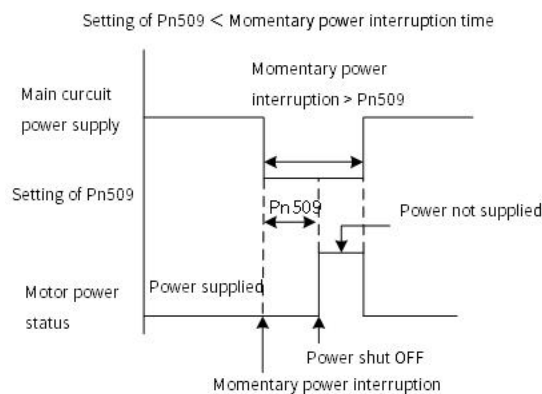 Setting of Pn509 < Momentary power interruption time
Momentary power
interruption > Pn509
Main curcuit
power supply
Setting of Pn509
Pn509
Power not supplied
Power supplied
Motor power
status
Power shut OFF
Momentary power interruption